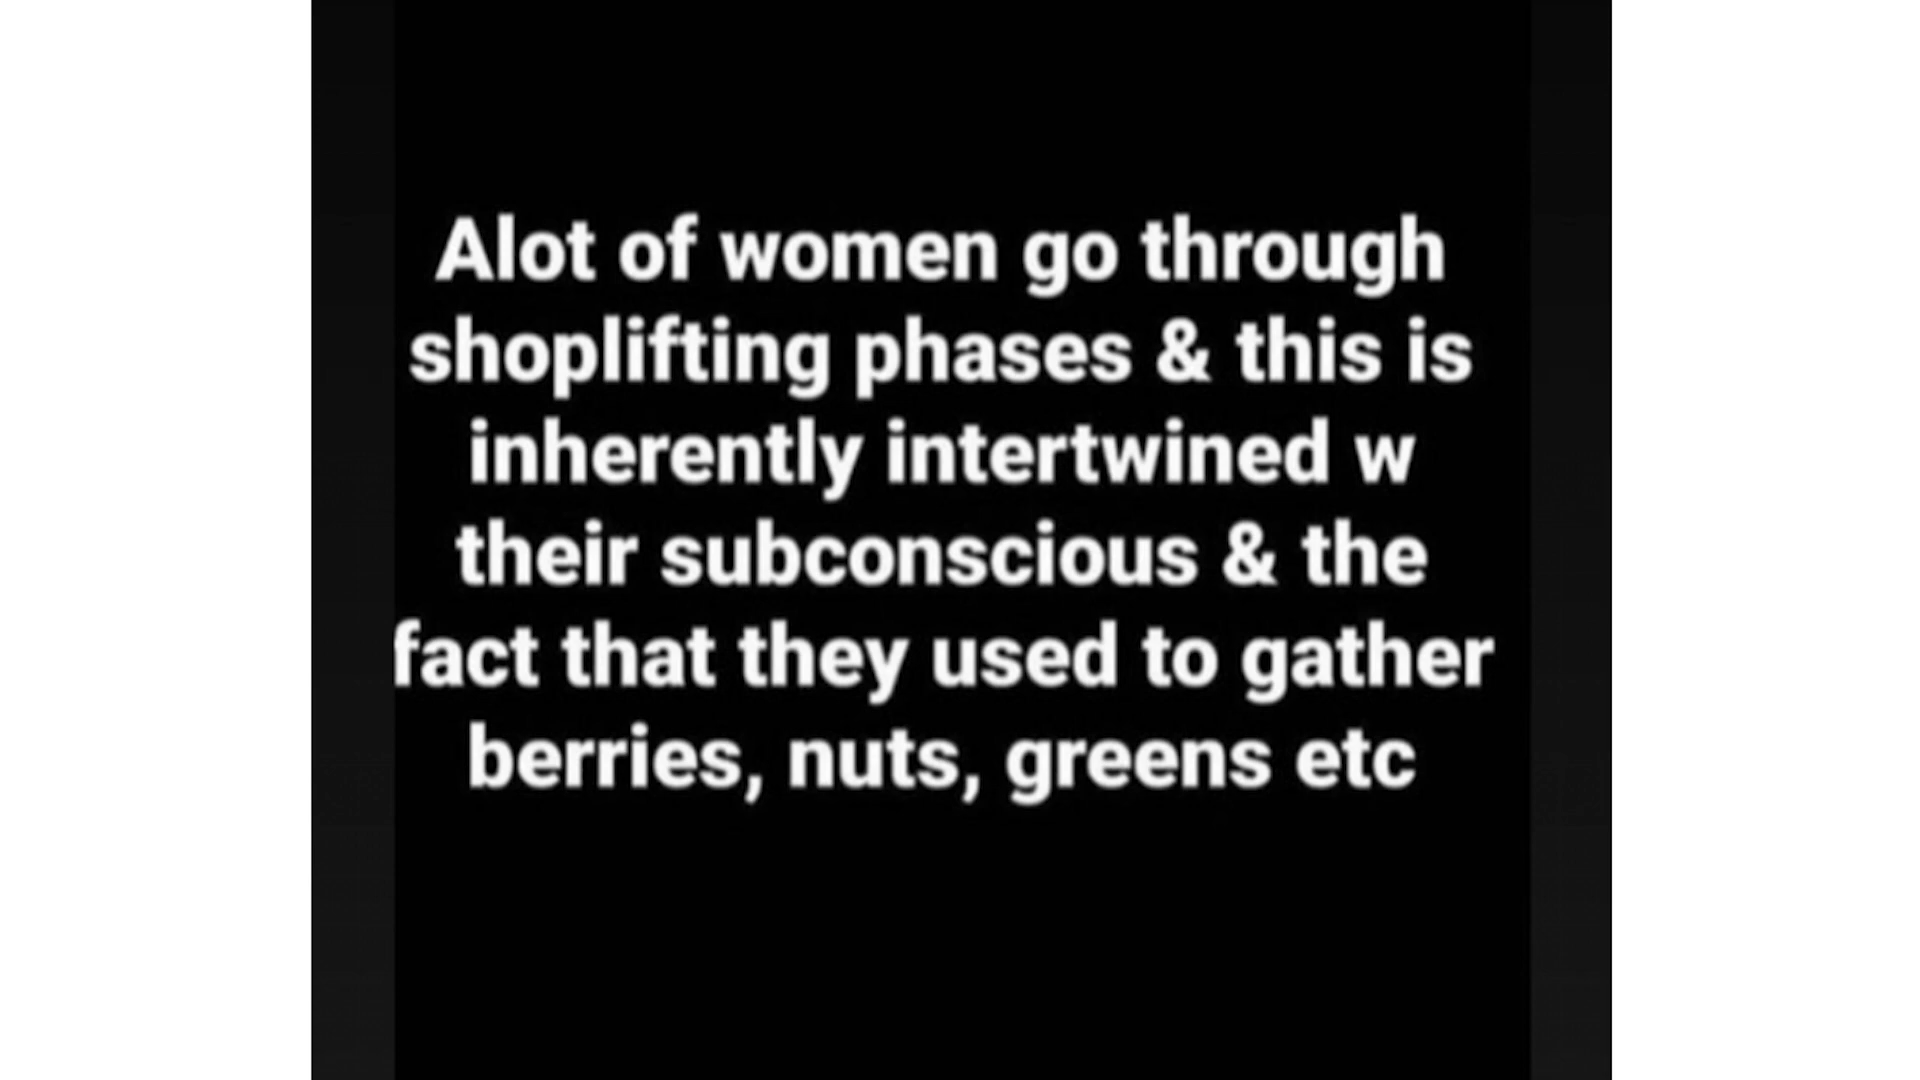 Alot of women go through
shoplifting phases & this is
inherently intertwined w
their subconscious & the
fact that they used to gather
berries, nuts, greens etc